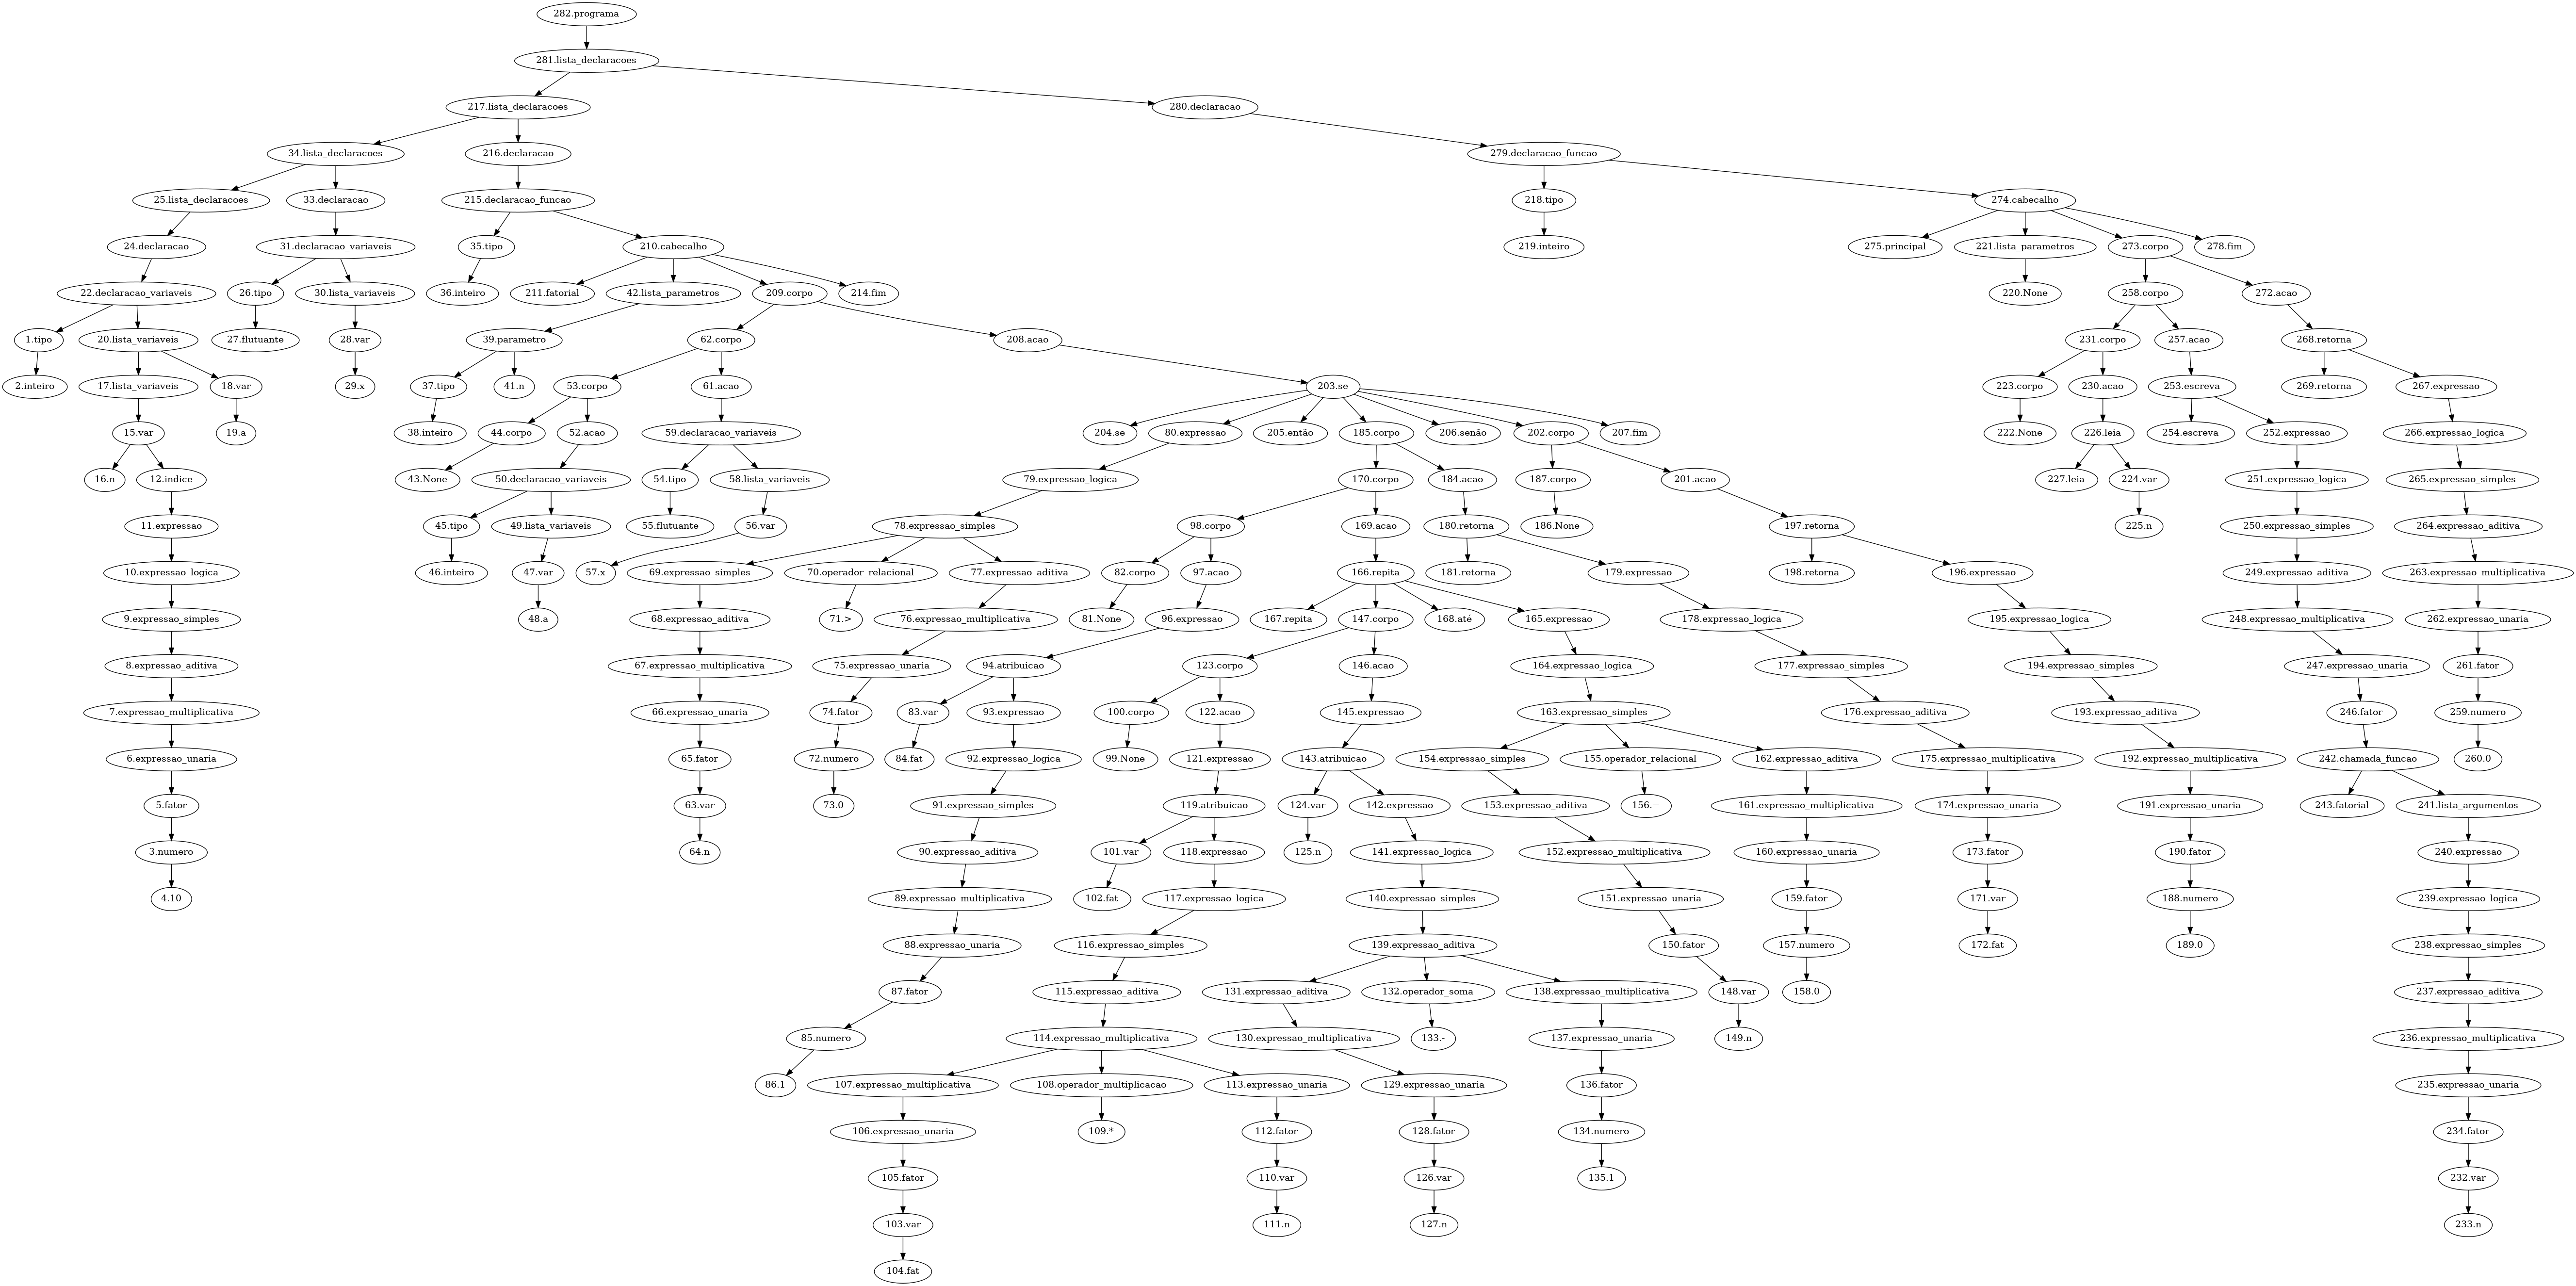 282.programa
281.lista_declaracoes
217.lista_declaracoes 280.declaracao
34.lista_declaracoes 216.declaracao 279.declaracao_funcao
25.lista_declaracoes 33.declaracao 215.declaracao_funcao 218.tipo 274.cabecalho
24.declaracao 31.declaracao_variaveis 35.tipo 210.cabecalho 219.inteiro 275.principal 221.lista_parametros 273.corpo 278.fim
22.declaracao_variaveis 26.tipo 30.lista_variaveis 36.inteiro 211.fatorial 42.lista_parametros 209.corpo 214.fim 220.None 258.corpo 272.acao
1.tipo 20.lista_variaveis 27.flutuante 28.var 39.parametro 62.corpo 208.acao 231.corpo 257.acao 268.retorna
2.inteiro 17.lista_variaveis 18.var 29.x 37.tipo 41.n 53.corpo 61.acao 203.se 223.corpo 230.acao 253.escreva 269.retorna 267.expressao
15.var 19.a 38.inteiro 44.corpo 52.acao 59.declaracao_variaveis 204.se 80.expressao 205.então 185.corpo 206.senão 202.corpo 207.fim 222.None 226.leia 254.escreva 252.expressao 266.expressao_logica
16.n 12.indice 43.None 50.declaracao_variaveis 54.tipo 58.lista_variaveis 79.expressao_logica 170.corpo 184.acao 187.corpo 201.acao 227.leia 224.var 251.expressao_logica 265.expressao_simples
11.expressao 45.tipo 49.lista_variaveis 55.flutuante 56.var 78.expressao_simples 98.corpo 169.acao 180.retorna 186.None 197.retorna 225.n 250.expressao_simples 264.expressao_aditiva
10.expressao_logica 46.inteiro 47.var 57.x 69.expressao_simples 70.operador_relacional 77.expressao_aditiva 82.corpo 97.acao 166.repita 181.retorna 179.expressao 198.retorna 196.expressao 249.expressao_aditiva 263.expressao_multiplicativa
9.expressao_simples 48.a 68.expressao_aditiva 71.> 76.expressao_multiplicativa 81.None 96.expressao 167.repita 147.corpo 168.até 165.expressao 178.expressao_logica 195.expressao_logica 248.expressao_multiplicativa 262.expressao_unaria
8.expressao_aditiva 67.expressao_multiplicativa 75.expressao_unaria 94.atribuicao 123.corpo 146.acao 164.expressao_logica 177.expressao_simples 194.expressao_simples 247.expressao_unaria 261.fator
7.expressao_multiplicativa 66.expressao_unaria 74.fator 83.var 93.expressao 100.corpo 122.acao 145.expressao 163.expressao_simples 176.expressao_aditiva 193.expressao_aditiva 246.fator 259.numero
6.expressao_unaria 65.fator 72.numero 84.fat 92.expressao_logica 99.None 121.expressao 143.atribuicao 154.expressao_simples 155.operador_relacional 162.expressao_aditiva 175.expressao_multiplicativa 192.expressao_multiplicativa 242.chamada_funcao 260.0
5.fator 63.var 73.0 91.expressao_simples 119.atribuicao 124.var 142.expressao 153.expressao_aditiva 156.= 161.expressao_multiplicativa 174.expressao_unaria 191.expressao_unaria 243.fatorial 241.lista_argumentos
3.numero 64.n 90.expressao_aditiva 101.var 118.expressao 125.n 141.expressao_logica 152.expressao_multiplicativa 160.expressao_unaria 173.fator 190.fator 240.expressao
4.10 89.expressao_multiplicativa 102.fat 117.expressao_logica 140.expressao_simples 151.expressao_unaria 159.fator 171.var 188.numero 239.expressao_logica
88.expressao_unaria 116.expressao_simples 139.expressao_aditiva 150.fator 157.numero 172.fat 189.0 238.expressao_simples
87.fator 115.expressao_aditiva 131.expressao_aditiva 132.operador_soma 138.expressao_multiplicativa 148.var 158.0 237.expressao_aditiva
85.numero 114.expressao_multiplicativa 130.expressao_multiplicativa 133.- 137.expressao_unaria 149.n 236.expressao_multiplicativa
86.1 107.expressao_multiplicativa 108.operador_multiplicacao 113.expressao_unaria 129.expressao_unaria 136.fator 235.expressao_unaria
106.expressao_unaria 109.* 112.fator 128.fator 134.numero 234.fator
105.fator 110.var 126.var 135.1 232.var
103.var 111.n 127.n 233.n
104.fat